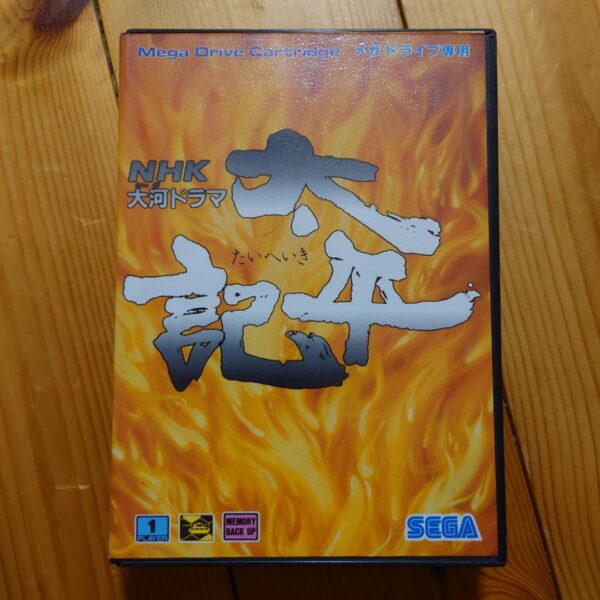 Mega Drive Cartridge メガドライブ専用
NHK
大河ドラマ
太平記
たいへいき
1
PLAYER
MEMORY
BACK UP
SEGA